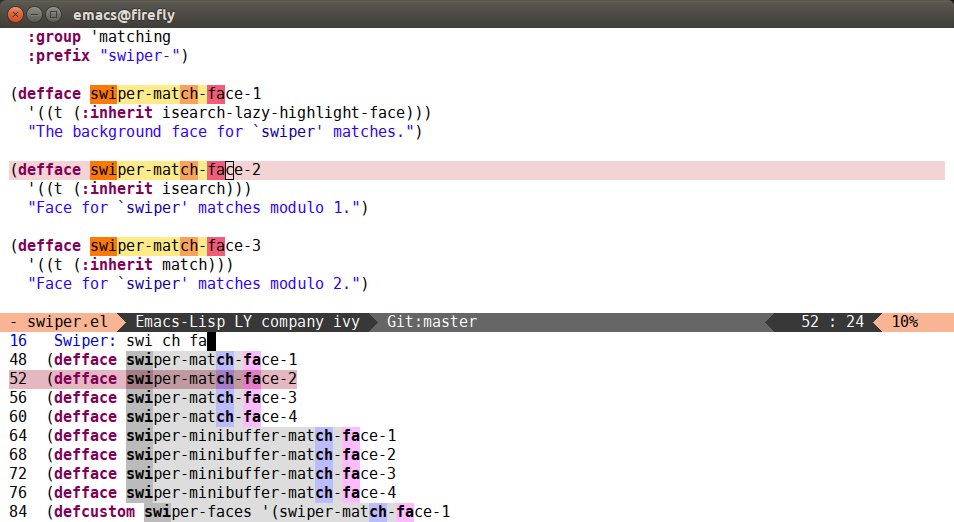 emacs@firefly
:group 'matching
:prefix "swiper-")
(defface swiper-match-face-1
'((t (:inherit isearch-lazy-highlight-face)))
"The background face for `swiper' matches.")
(defface swiper-match-face-2
'((t (:inherit isearch)))
"Face for `swiper' matches modulo 1.")
(defface swiper-match-face-3
'((t (:inherit match)))
"Face for `swiper' matches modulo 2.")
- swiper.el Emacs-Lisp LY company ivy Git:master 52 : 24 10%
16 Swiper: swi ch fa
48 (defface swiper-match-face-1
52 (defface swiper-match-face-2
56 (defface swiper-match-face-3
60 (defface swiper-match-face-4
64 (defface swiper-minibuffer-match-face-1
68 (defface swiper-minibuffer-match-face-2
72 (defface swiper-minibuffer-match-face-3
76 (defface swiper-minibuffer-match-face-4
84 (defcustom swiper-faces '(swiper-match-face-1